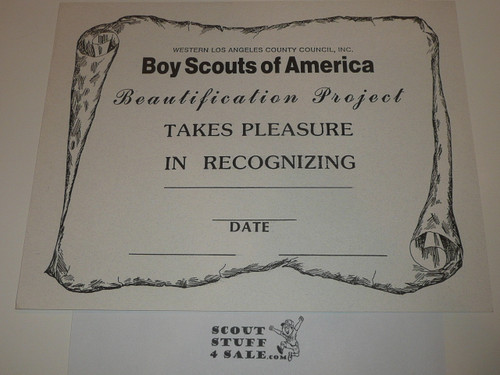 WESTERN LOS ANGELES COUNTY COUNCIL, INC.
Boy Scouts of America
Beautification Project
TAKES PLEASURE
IN RECOGNIZING
DATE
SCOUT
STUFF
4 SALE.com